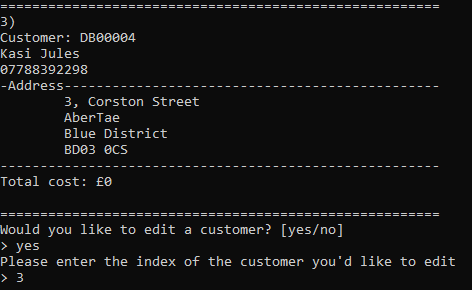 =======================================================
3)
Customer: DB00004
Kasi Jules
07788392298
-Address-----------------------------------------------
3, Corston Street
AberTae
Blue District
BD03 0CS
-------------------------------------------------------
Total cost: £0
=======================================================
Would you like to edit a customer? [yes/no]
> yes
Please enter the index of the customer you'd like to edit
> 3